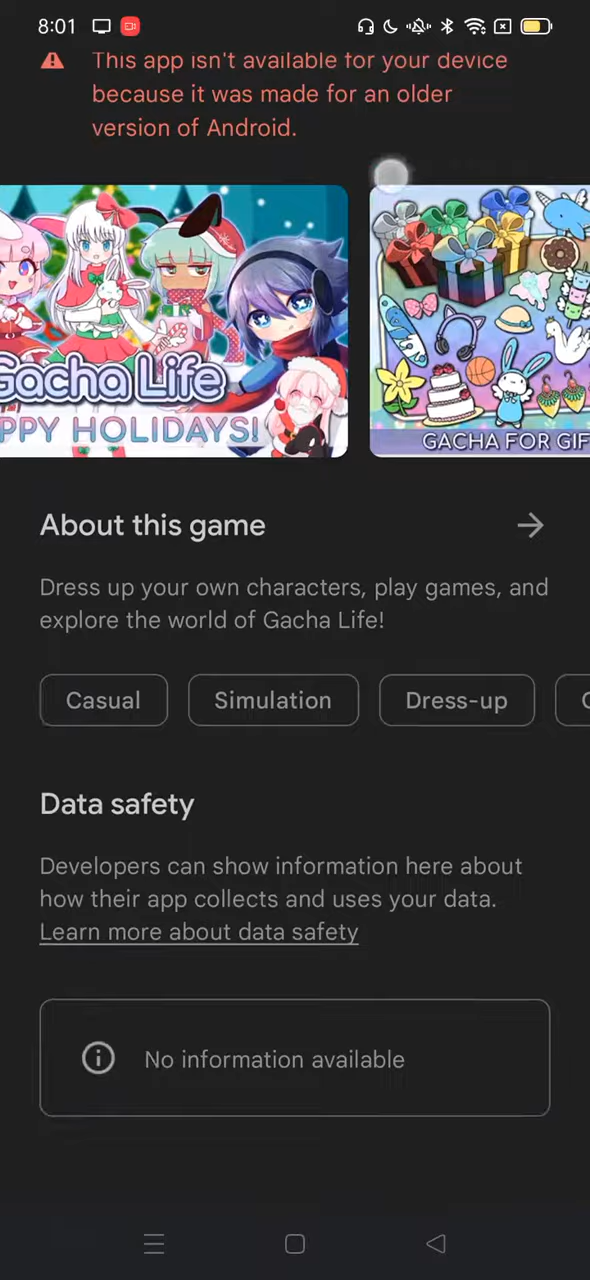 8:01
This app isn't available for your device
because it was made for an older
version of Android.
Gacha Life
PPY HOLIDAYS!
GACHA FOR GIF
About this game
Dress up your own characters, play games, and
explore the world of Gacha Life!
Casual
Simulation
Dress-up
Data safety
Developers can show information here about
how their app collects and uses your data.
Learn more about data safety
No information available